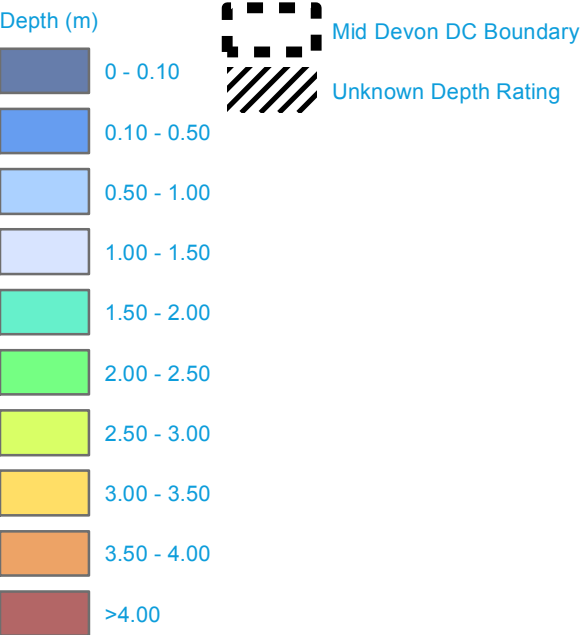 Depth (m)
0 - 0.10
0.10 - 0.50
0.50 - 1.00
1.00 - 1.50
1.50 - 2.00
2.00 - 2.50
2.50 - 3.00
3.00 - 3.50
3.50 - 4.00
>4.00
Mid Devon DC Boundary
Unknown Depth Rating